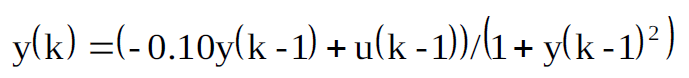 y(k) =(- 0.10y(k -1) + u(k -1))/(1 + y(k -1)²)